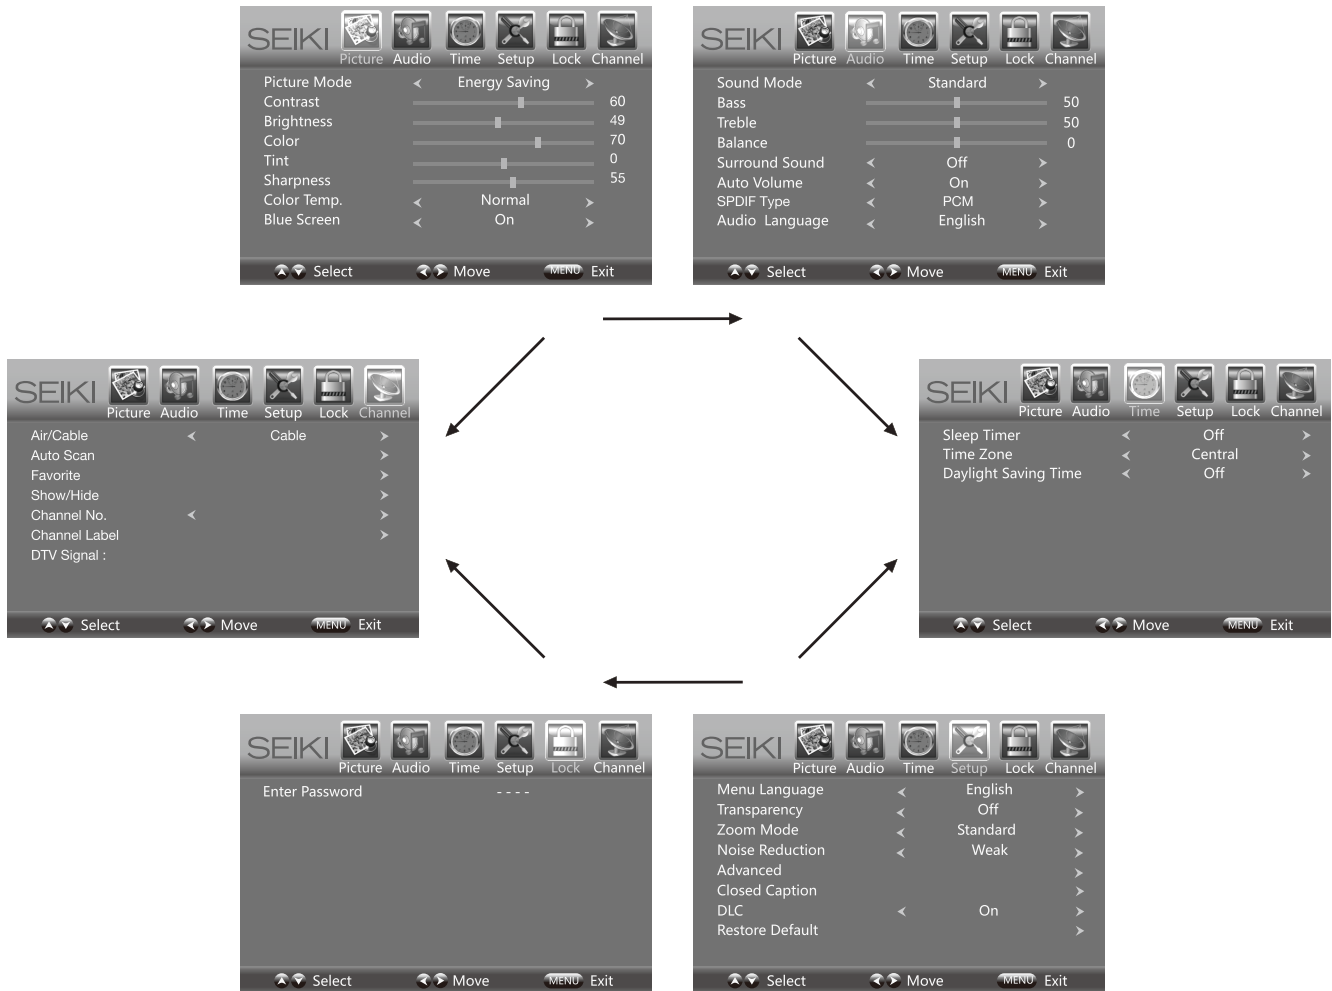 SEIKI
Picture Audio Time Setup Lock Channel
Picture Mode Energy Saving
Contrast 60
Brightness 49
Color 70
Tint 0
Sharpness 55
Color Temp. Normal
Blue Screen On
Select Move MENU Exit
SEIKI
Picture Audio Time Setup Lock Channel
Sound Mode Standard
Bass 50
Treble 50
Balance 0
Surround Sound Off
Auto Volume On
SPDIF Type PCM
Audio Language English
Select Move MENU Exit
SEIKI
Picture Audio Time Setup Lock Channel
Air/Cable Cable
Auto Scan
Favorite
Show/Hide
Channel No.
Channel Label
DTV Signal :
Select Move MENU Exit
SEIKI
Picture Audio Time Setup Lock Channel
Sleep Timer Off
Time Zone Central
Daylight Saving Time Off
Select Move MENU Exit
SEIKI
Picture Audio Time Setup Lock Channel
Enter Password - - - -
Select Move MENU Exit
SEIKI
Picture Audio Time Setup Lock Channel
Menu Language English
Transparency Off
Zoom Mode Standard
Noise Reduction Weak
Advanced
Closed Caption
DLC On
Restore Default
Select Move MENU Exit